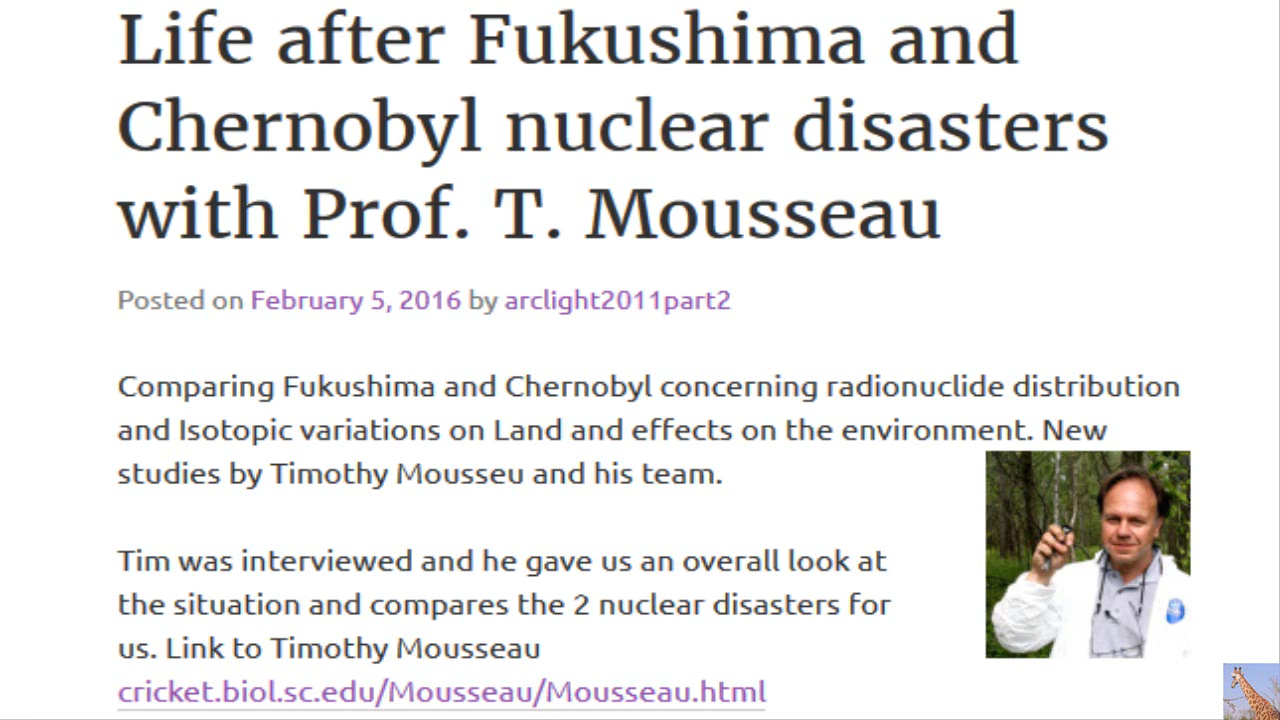 Life after Fukushima and
Chernobyl nuclear disasters
with Prof. T. Mousseau
Posted on February 5, 2016 by arclight2011part2
Comparing Fukushima and Chernobyl concerning radionuclide distribution
and Isotopic variations on Land and effects on the environment. New
studies by Timothy Mousseu and his team.
Tim was interviewed and he gave us an overall look at
the situation and compares the 2 nuclear disasters for
us. Link to Timothy Mousseau
cricket.biol.sc.edu/Mousseau/Mousseau.html